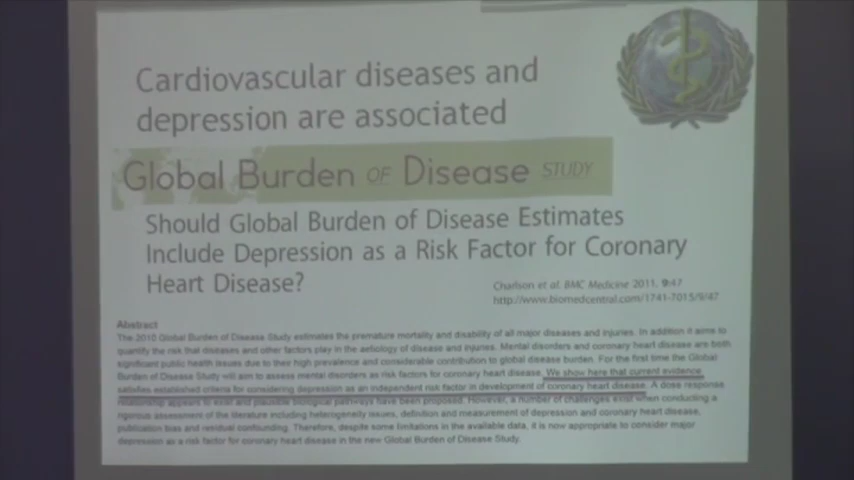 Cardiovascular diseases and
depression are associated
Global Burden OF Disease STUDY
Should Global Burden of Disease Estimates
Include Depression as a Risk Factor for Coronary
Heart Disease?
Charlson et al. BMC Medicine 2011, 9:47
http://www.biomedcentral.com/1741-7015/9/47
Abstract
The 2010 Global Burden of Disease Study estimates the premature mortality and disability of all major diseases and injuries. In addition it aims to
quantify the risk that diseases and other factors play in the aetiology of disease and injuries. Mental disorders and coronary heart disease are both
significant public health issues due to their high prevalence and considerable contribution to global disease burden. For the first time the Global
Burden of Disease Study will aim to assess mental disorders as risk factors for coronary heart disease. We show here that current evidence
satisfies established criteria for considering depression as an independent risk factor in development of coronary heart disease. A dose response
relationship appears to exist and plausible biological pathways have been proposed. However, a number of challenges exist when conducting a
rigorous assessment of the literature including heterogeneity issues, definition and measurement of depression and coronary heart disease,
publication bias and residual confounding. Therefore, despite some limitations in the available data, it is now appropriate to consider major
depression as a risk factor for coronary heart disease in the new Global Burden of Disease Study.